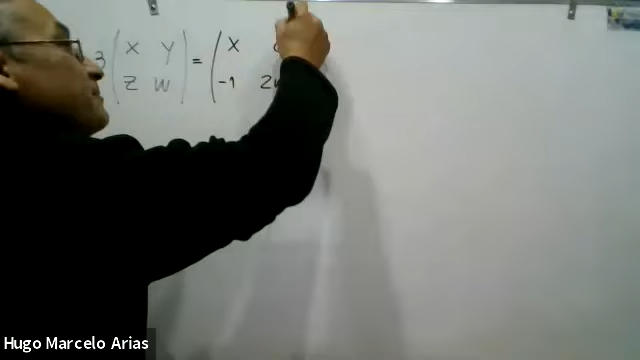 3 ( X Y ) = ( X
Z W -1 2
Hugo Marcelo Arias